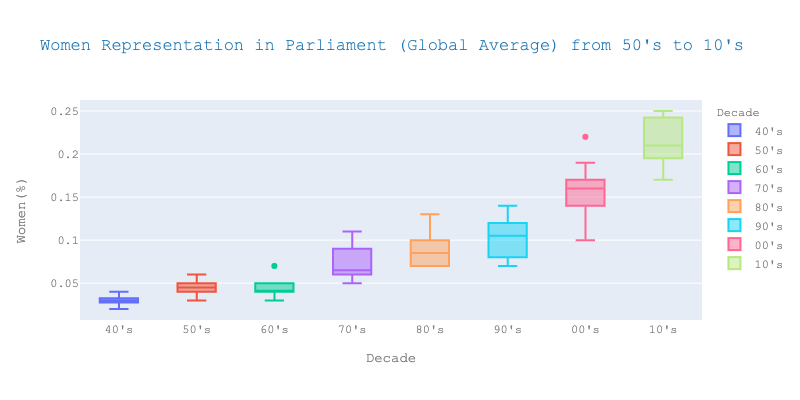 Women Representation in Parliament (Global Average) from 50's to 10's
Women(%)
0.25
0.2
0.15
0.1
0.05
40's
50's
60's
70's
80's
90's
00's
10's
Decade
Decade
40's
50's
60's
70's
80's
90's
00's
10's